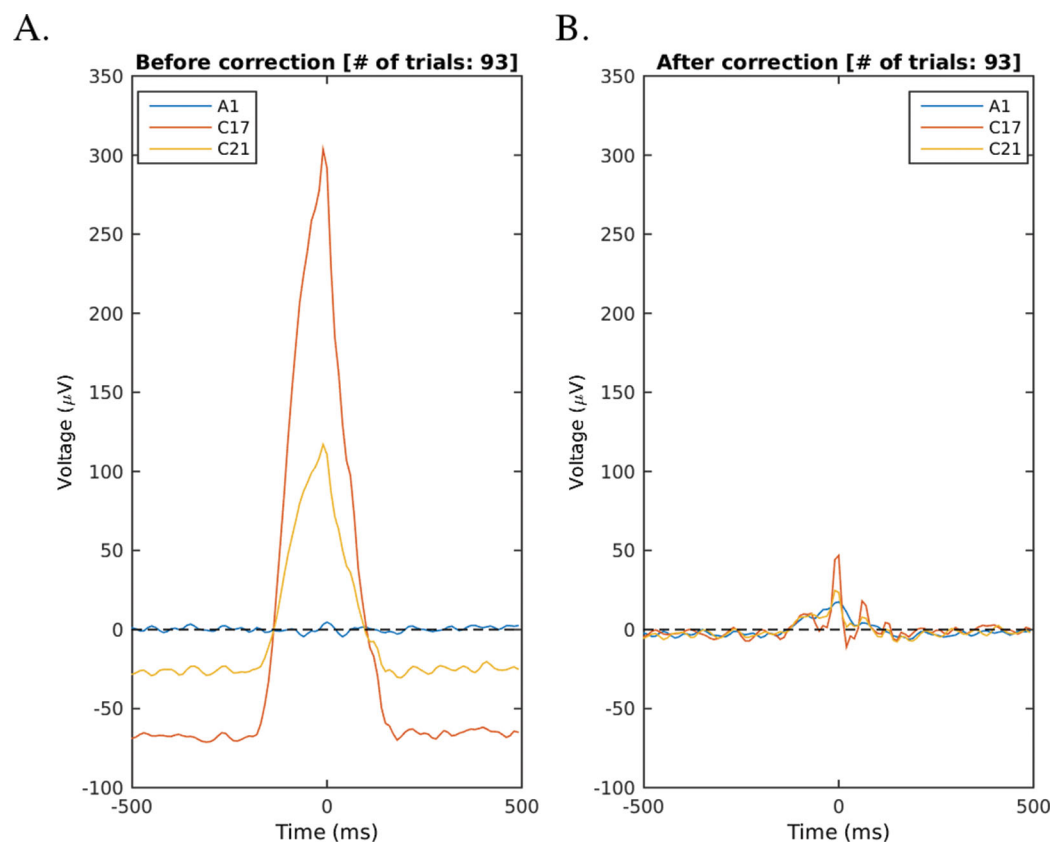 A.
Before correction [# of trials: 93]
350
300
250
200
150
100
50
0
-50
-100
Voltage (μV)
A1
C17
C21
-500
0
500
Time (ms)
B.
After correction [# of trials: 93]
350
300
250
200
150
100
50
0
-50
-100
Voltage (μV)
A1
C17
C21
-500
0
500
Time (ms)